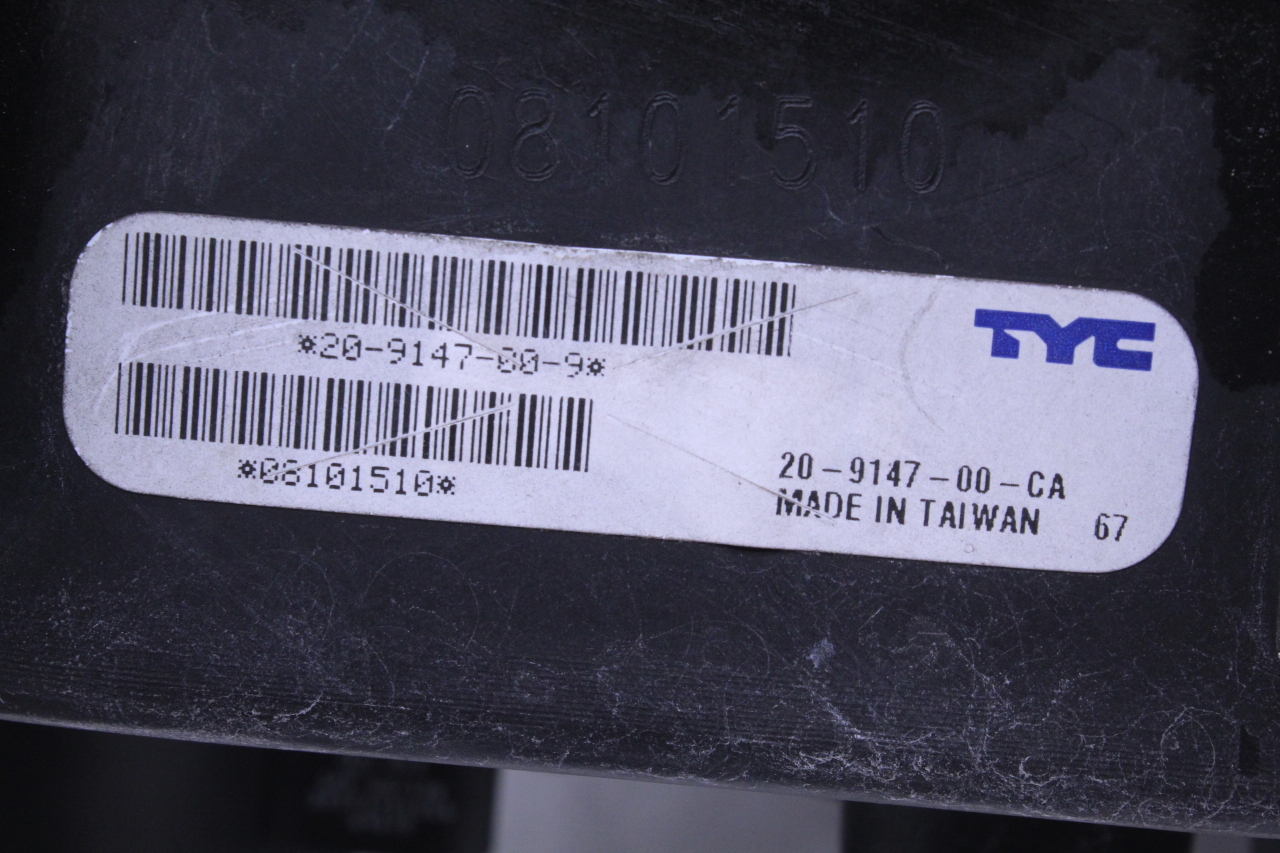 08101510
*20-9147-00-9*
*08101510*
TYC
20-9147-00-CA
MADE IN TAIWAN 67